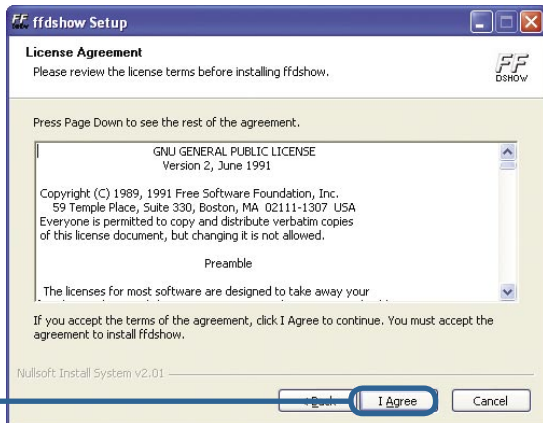 ffdshow Setup
License Agreement
Please review the license terms before installing ffdshow.
FF
DSHOW
Press Page Down to see the rest of the agreement.
GNU GENERAL PUBLIC LICENSE
Version 2, June 1991
Copyright (C) 1989, 1991 Free Software Foundation, Inc.
59 Temple Place, Suite 330, Boston, MA 02111-1307 USA
Everyone is permitted to copy and distribute verbatim copies
of this license document, but changing it is not allowed.
Preamble
The licenses for most software are designed to take away your
If you accept the terms of the agreement, click I Agree to continue. You must accept the
agreement to install ffdshow.
Nullsoft Install System v2.01
< Back
I Agree
Cancel